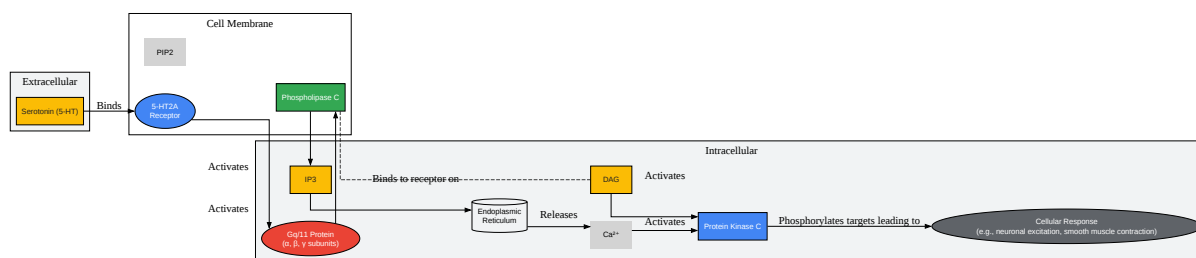 Cell Membrane
PIP2
Extracellular
Serotonin (5-HT)
Binds
5-HT2A
Receptor
Phospholipase C
Intracellular
Activates
IP3
Binds to receptor on
DAG
Activates
Activates
Endoplasmic
Reticulum
Releases
Ca²⁺
Activates
Protein Kinase C
Phosphorylates targets leading to
Cellular Response
(e.g., neuronal excitation, smooth muscle contraction)
Gq/11 Protein
(α, β, γ subunits)